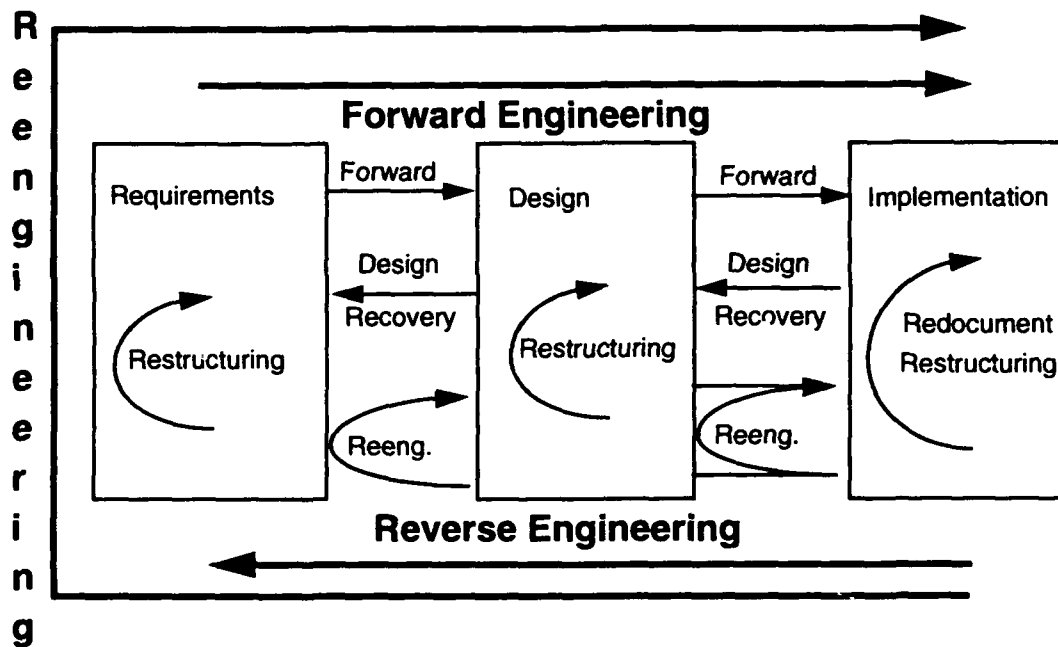 Reengineering
Forward Engineering
Requirements
Forward
Design
Forward
Implementation
Design
Recovery
Design
Recovery
Restructuring
Restructuring
Redocument
Restructuring
Reeng.
Reeng.
Reverse Engineering